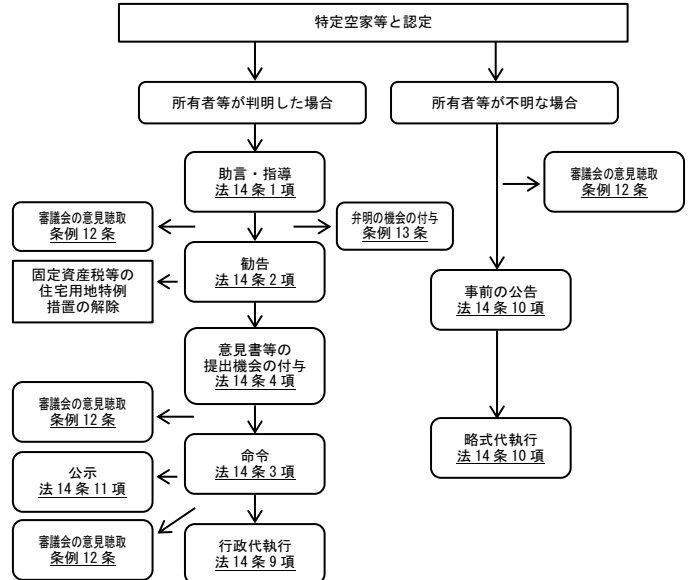 特定空家等と認定
所有者等が判明した場合
所有者等が不明な場合
助言・指導
法14条1項
審議会の意見聴取
条例12条
審議会の意見聴取
条例12条
弁明の機会の付与
条例13条
勧告
法14条2項
固定資産税等の
住宅用地特例
措置の解除
事前の公告
法14条10項
意見書等の
提出機会の付与
法14条4項
審議会の意見聴取
条例12条
命令
法14条3項
略式代執行
法14条10項
公示
法14条11項
審議会の意見聴取
条例12条
行政代執行
法14条9項